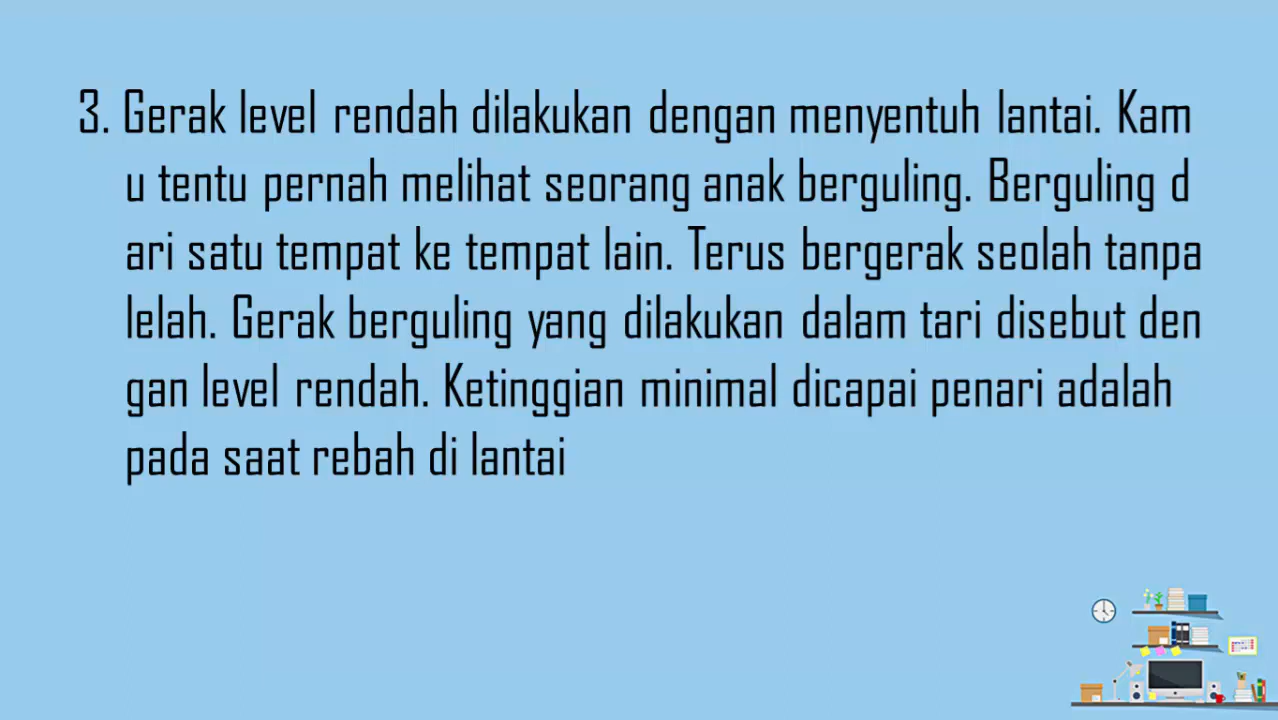 3. Gerak level rendah dilakukan dengan menyentuh lantai. Kam
u tentu pernah melihat seorang anak berguling. Berguling d
ari satu tempat ke tempat lain. Terus bergerak seolah tanpa
lelah. Gerak berguling yang dilakukan dalam tari disebut den
gan level rendah. Ketinggian minimal dicapai penari adalah
pada saat rebah di lantai